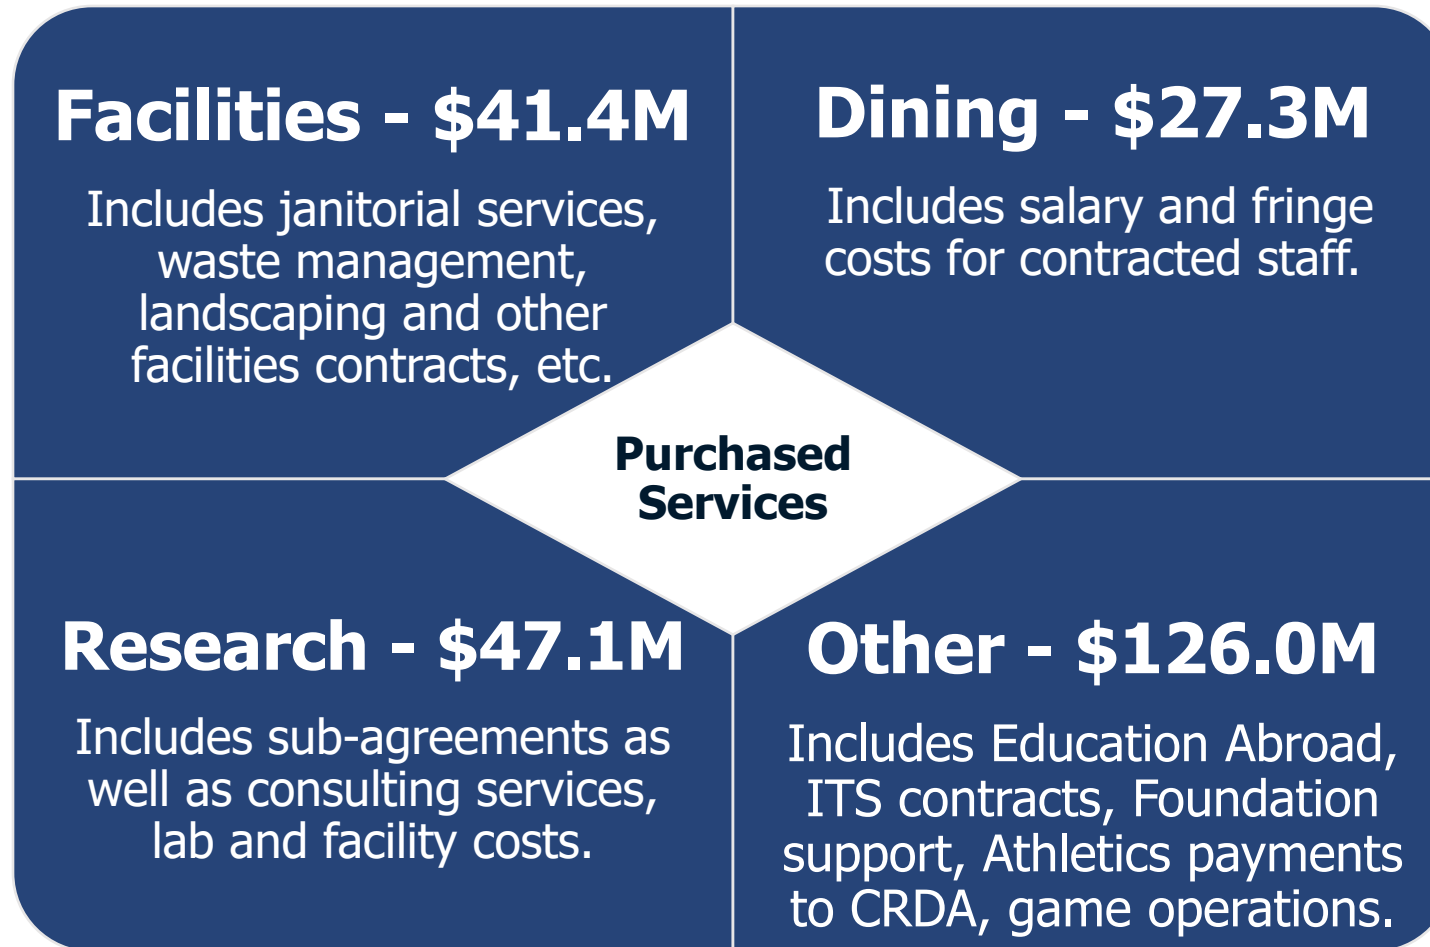 Facilities - $41.4M
Includes janitorial services,
waste management,
landscaping and other
facilities contracts, etc.
Dining - $27.3M
Includes salary and fringe
costs for contracted staff.
Purchased
Services
Research - $47.1M
Includes sub-agreements as
well as consulting services,
lab and facility costs.
Other - $126.0M
Includes Education Abroad,
ITS contracts, Foundation
support, Athletics payments
to CRDA, game operations.